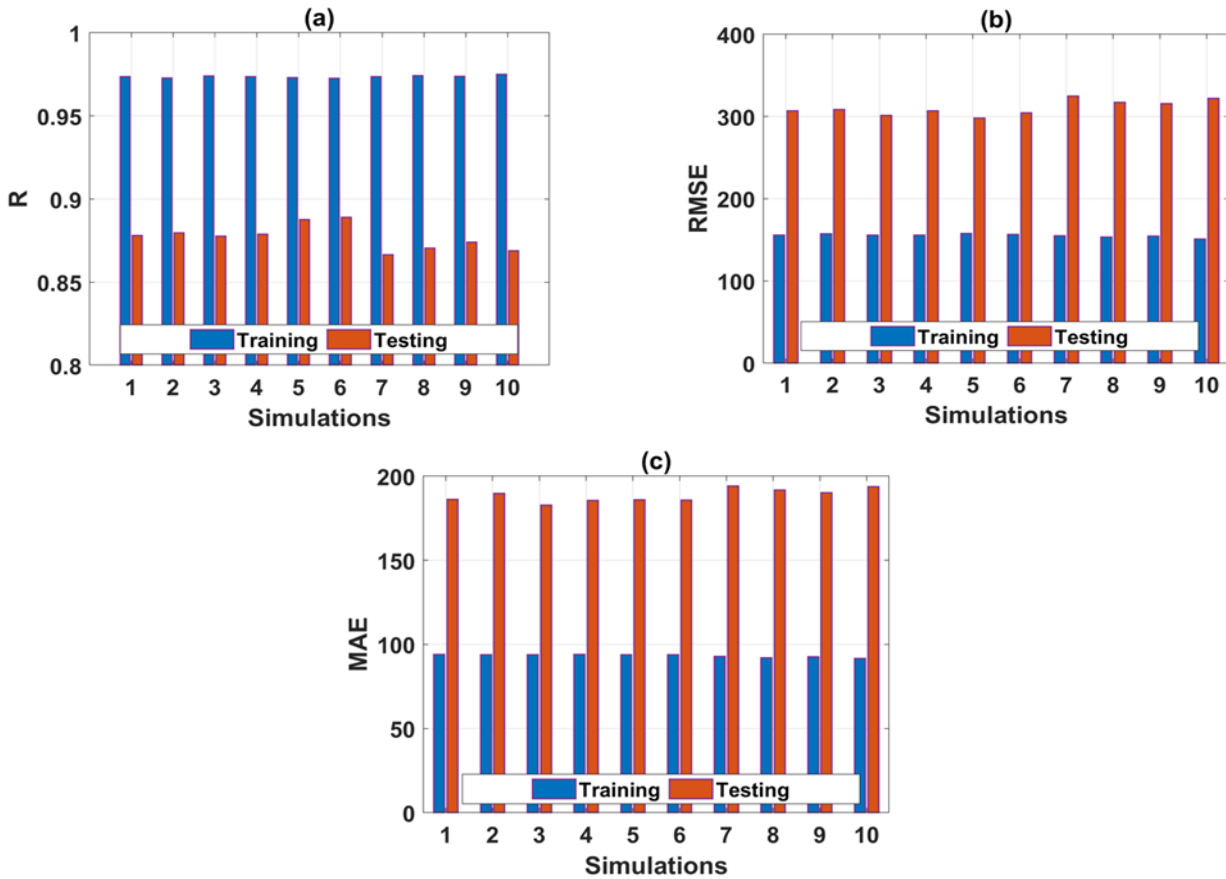 (a)
1
0.95
0.9
0.85
0.8
R
Training Testing
1 2 3 4 5 6 7 8 9 10
Simulations
(b)
400
300
200
100
0
RMSE
Training Testing
1 2 3 4 5 6 7 8 9 10
Simulations
(c)
200
150
100
50
0
MAE
Training Testing
1 2 3 4 5 6 7 8 9 10
Simulations